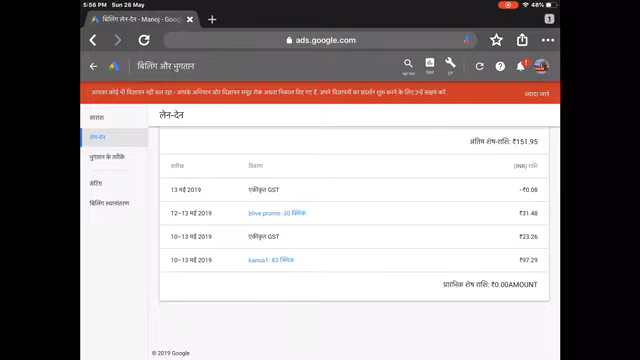 5:56 PM Sun 26 May
48%
बिलिंग लेन-देन - Manoj - Google
1
ads.google.com
बिलिंग और भुगतान
आपका कोई भी विज्ञापन नहीं चल रहा - आपके अभियान और विज्ञापन समूह रोक अथवा निकाल दिए गए हैं. अपने विज्ञापनों का प्रदर्शन शुरू करने के लिए उन्हें सक्षम करें.
ज्यादा जानें
सारांश
लेन-देन
भुगतान के तरीके
सेटिंग
बिलिंग स्थानांतरण
लेन-देन
अंतिम शेष-राशि: ₹151.95
तारीख विवरण (INR) राशि
13 मई 2019 एकीकृत GST −₹0.08
12–13 मई 2019 blive promo: 30 क्लिक ₹31.48
10–13 मई 2019 एकीकृत GST ₹23.26
10–13 मई 2019 kanua1: 83 क्लिक ₹97.29
प्रारंभिक शेष राशि: ₹0.00AMOUNT
© 2019 Google